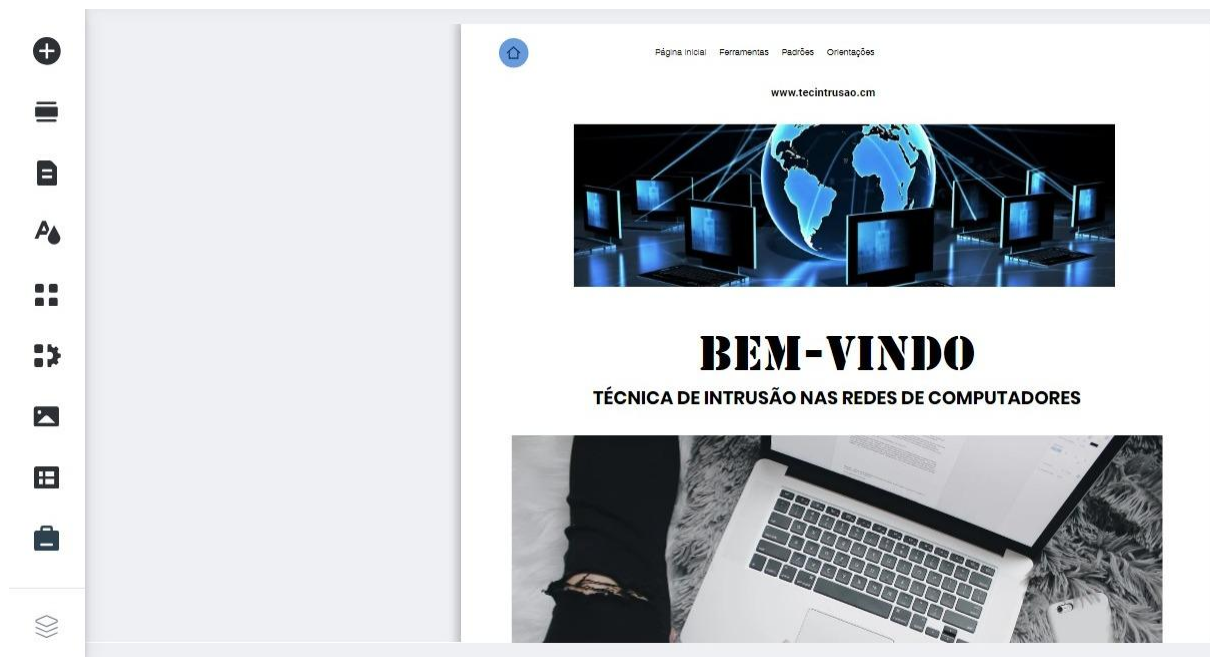 Página Inicial Ferramentas Padrões Orientações
www.tecintrusao.cm
BEM-VINDO
TÉCNICA DE INTRUSÃO NAS REDES DE COMPUTADORES